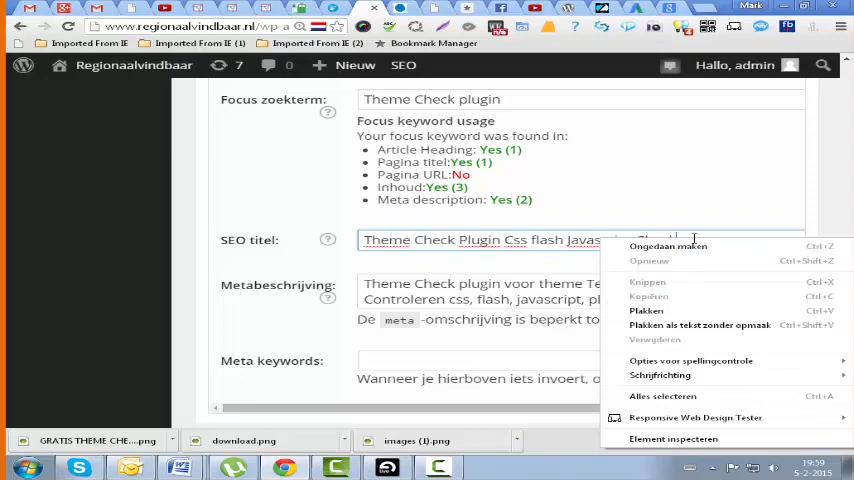 Mark
www.regionaalvindbaar.nl/wp-a
Imported From IE
Imported From IE (1)
Imported From IE (2)
Bookmark Manager
Regionaalvindbaar
7
0
Nieuw
SEO
Hallo, admin
Focus zoekterm:
Theme Check plugin
Focus keyword usage
Your focus keyword was found in:
Article Heading: Yes (1)
Pagina titel:Yes (1)
Pagina URL:No
Inhoud:Yes (3)
Meta description: Yes (2)
SEO titel:
Theme Check Plugin Css flash
Ongedaan maken Ctrl+Z
Opnieuw Ctrl+Shift+Z
Knippen Ctrl+X
Kopiëren Ctrl+C
Plakken Ctrl+V
Plakken als tekst zonder opmaak Ctrl+Shift+V
Verwijderen
Opties voor spellingcontrole
Schrijfrichting
Alles selecteren Ctrl+A
Responsive Web Design Tester
Element inspecteren
Metabeschrijving:
Theme Check plugin voor theme
Controleren css, flash, javascript,
De meta -omschrijving is beperkt
Meta keywords:
Wanneer je hierboven iets invoert,
GRATIS THEME CHE....png
download.png
images (1).png
19:59
5-2-2015